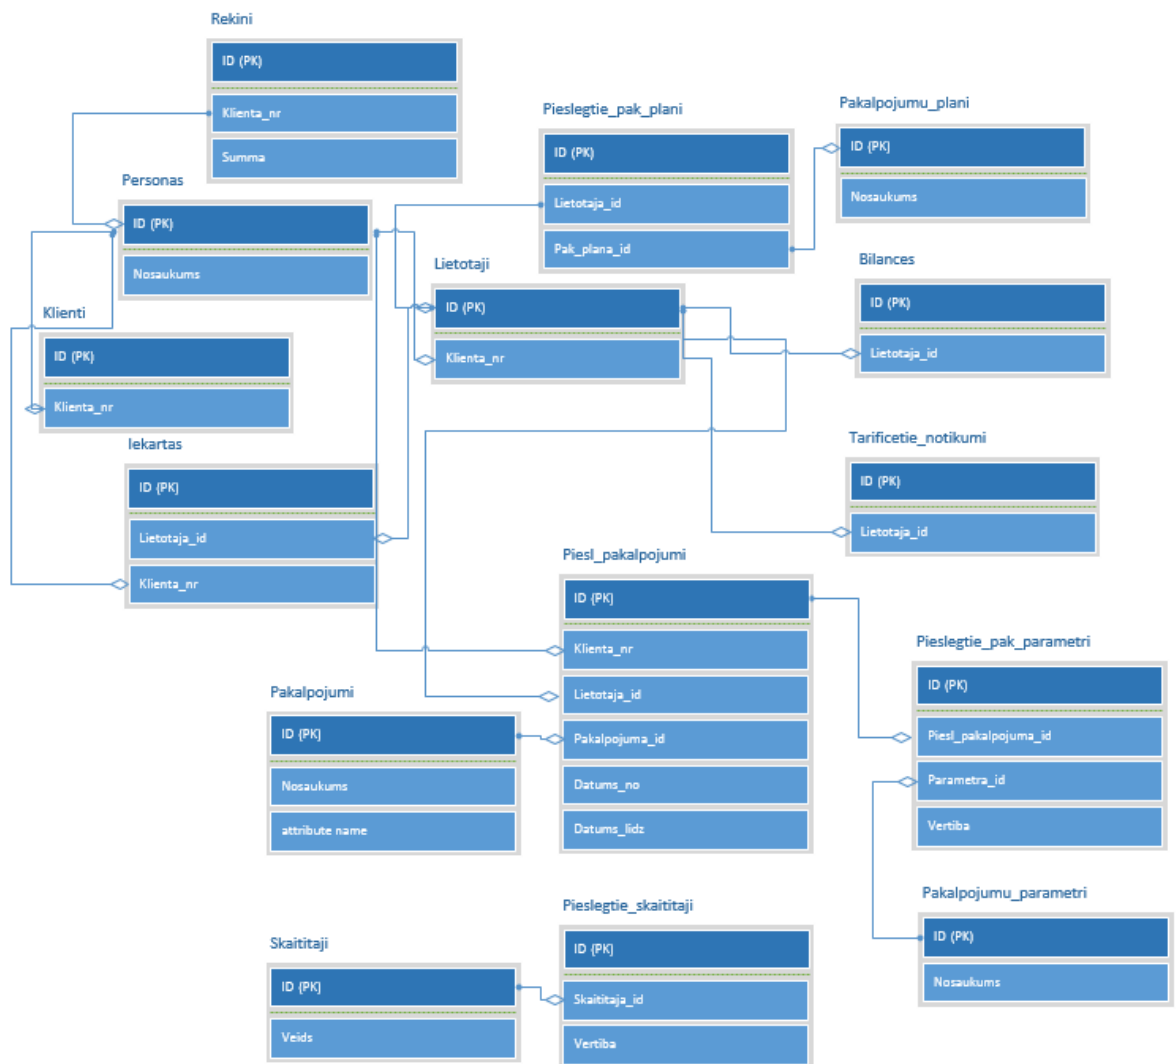 Rekini
ID (PK)
Klienta_nr
Summa
Personas
ID (PK)
Nosaukums
Klienti
ID (PK)
Klienta_nr
Iekartas
ID (PK)
Lietotaja_id
Klienta_nr
Pieslegtie_pak_plani
ID (PK)
Lietotaja_id
Pak_plana_id
Pakalpojumu_plani
ID (PK)
Nosaukums
Lietotaji
ID (PK)
Klienta_nr
Bilances
ID (PK)
Lietotaja_id
Tarificetie_notikumi
ID (PK)
Lietotaja_id
Piesl_pakalpojumi
ID (PK)
Klienta_nr
Lietotaja_id
Pakalpojuma_id
Datums_no
Datums_lidz
Pakalpojumi
ID (PK)
Nosaukums
attribute name
Pieslegtie_pak_parametri
ID (PK)
Piesl_pakalpojuma_id
Parametra_id
Vertiba
Pakalpojumu_parametri
ID (PK)
Nosaukums
Skaititaji
ID (PK)
Veids
Pieslegtie_skaititaji
ID (PK)
Skaititaja_id
Vertiba